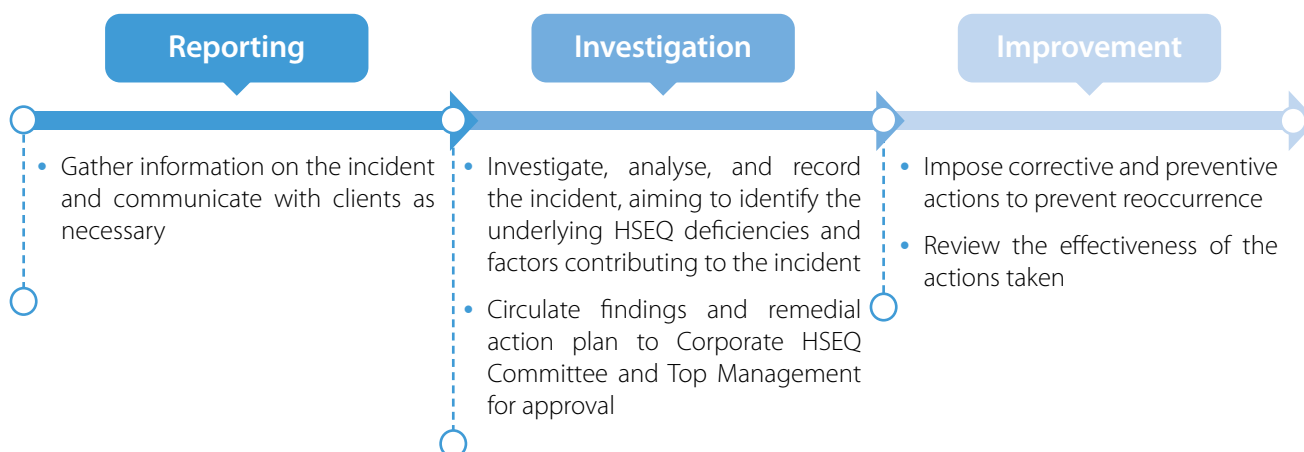 Reporting
• Gather information on the incident
and communicate with clients as
necessary
Investigation
• Investigate, analyse, and record
the incident, aiming to identify the
underlying HSEQ deficiencies and
factors contributing to the incident
• Circulate findings and remedial
action plan to Corporate HSEQ
Committee and Top Management
for approval
Improvement
• Impose corrective and preventive
actions to prevent reoccurrence
• Review the effectiveness of the
actions taken